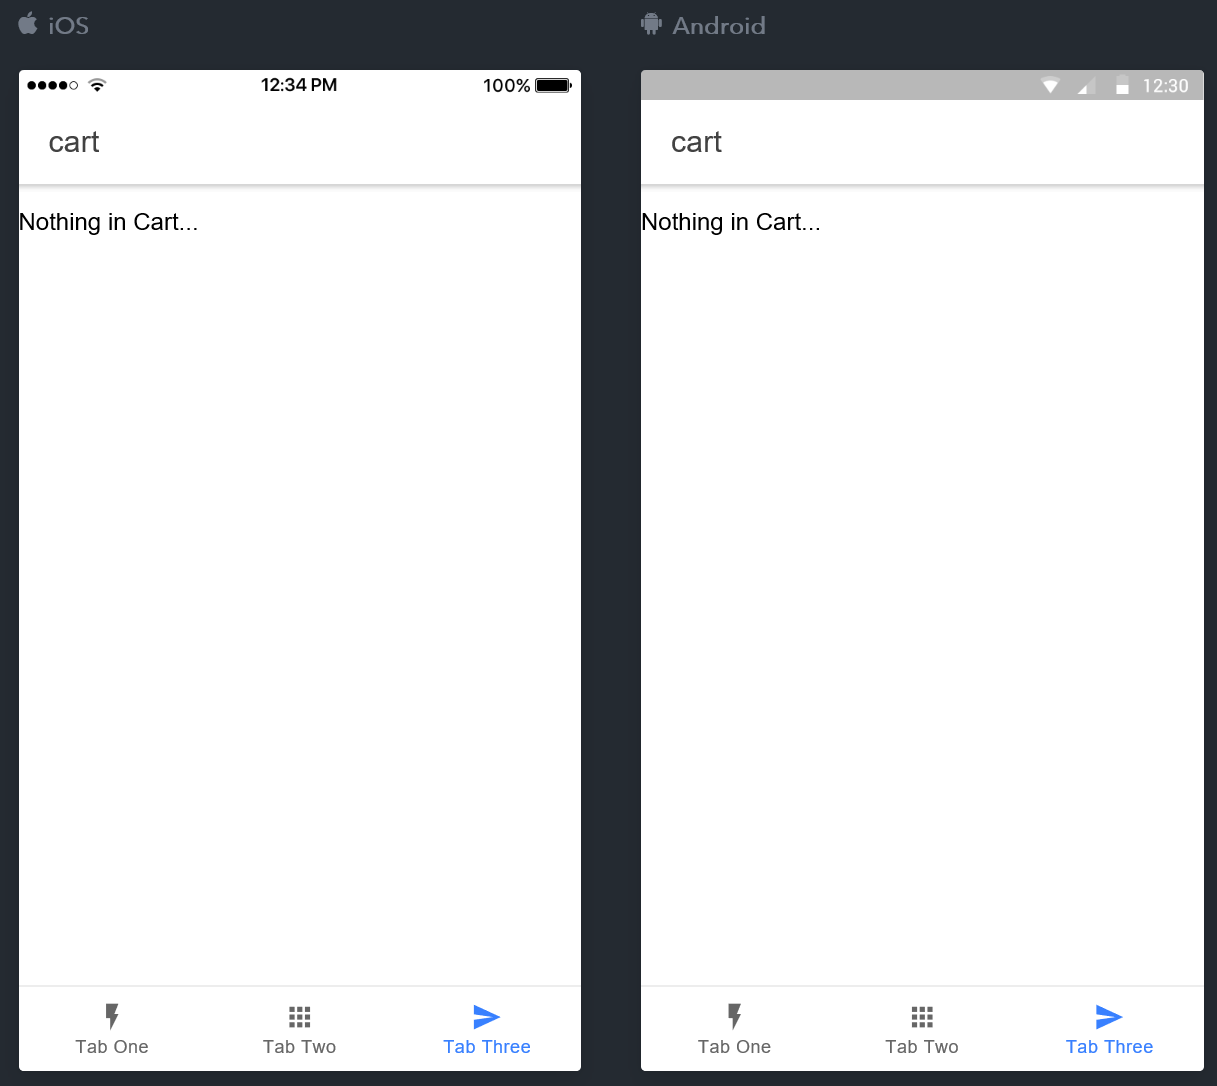 iOS
12:34 PM 100%
cart
Nothing in Cart...
Tab One Tab Two Tab Three
Android
12:30
cart
Nothing in Cart...
Tab One Tab Two Tab Three